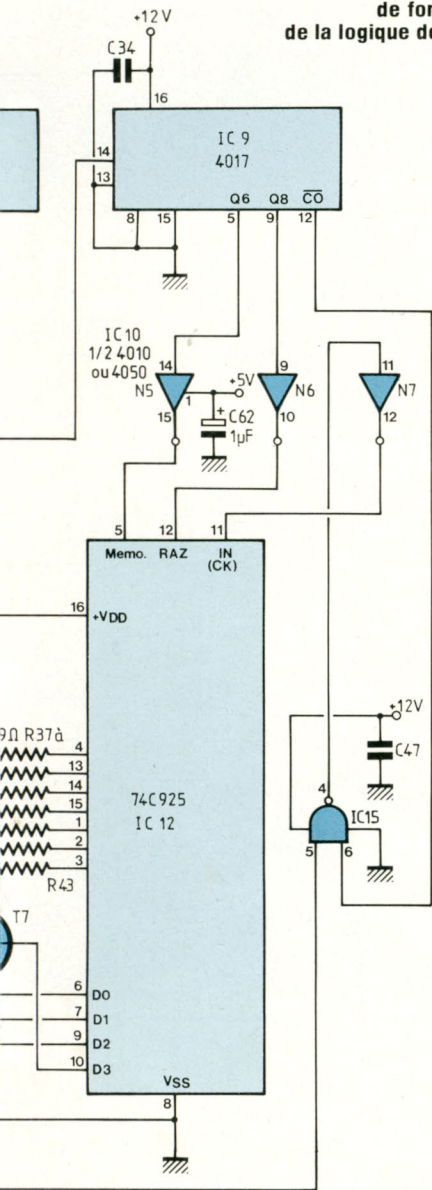 de for
de la logique de
+12V
C34
16
IC 9
4017
14
13
Q6 Q8 CO
8 15 5 9 12
IC10
1/2 4010
ou 4050
14 9 11
N5 1 +5V N6 N7
15 10 12
+ C62
1µF
5 12 11
Memo. RAZ IN
(CK)
16 +VDD
+12V
C47
9Ω R37à
4
13
14
15
1
2
3
R43
74C925
IC 12
4
IC15
5 6
T7
6 D0
7 D1
9 D2
10 D3
VSS
8